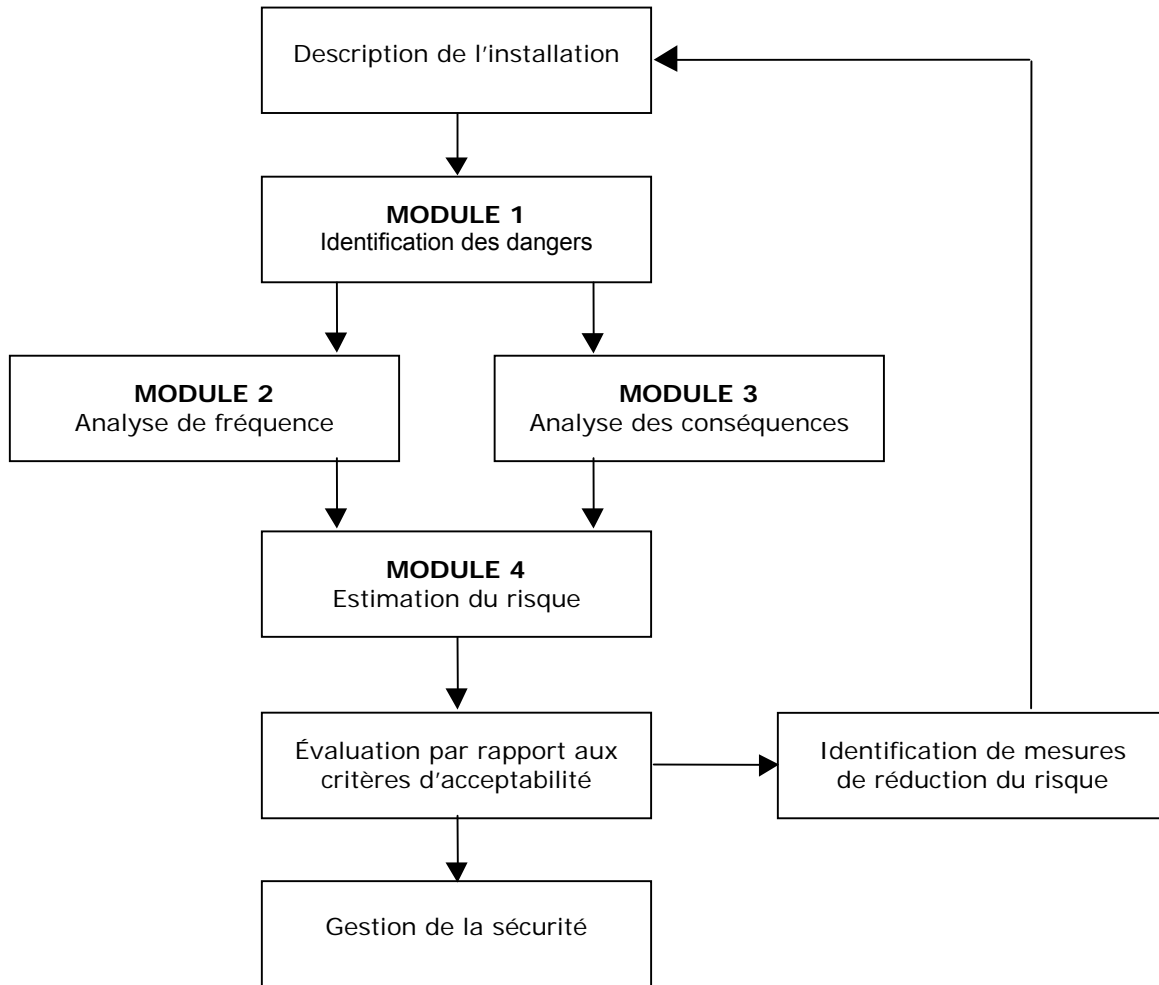 Description de l'installation
MODULE 1
Identification des dangers
MODULE 2
Analyse de fréquence
MODULE 3
Analyse des conséquences
MODULE 4
Estimation du risque
Évaluation par rapport aux
critères d'acceptabilité
Identification de mesures
de réduction du risque
Gestion de la sécurité